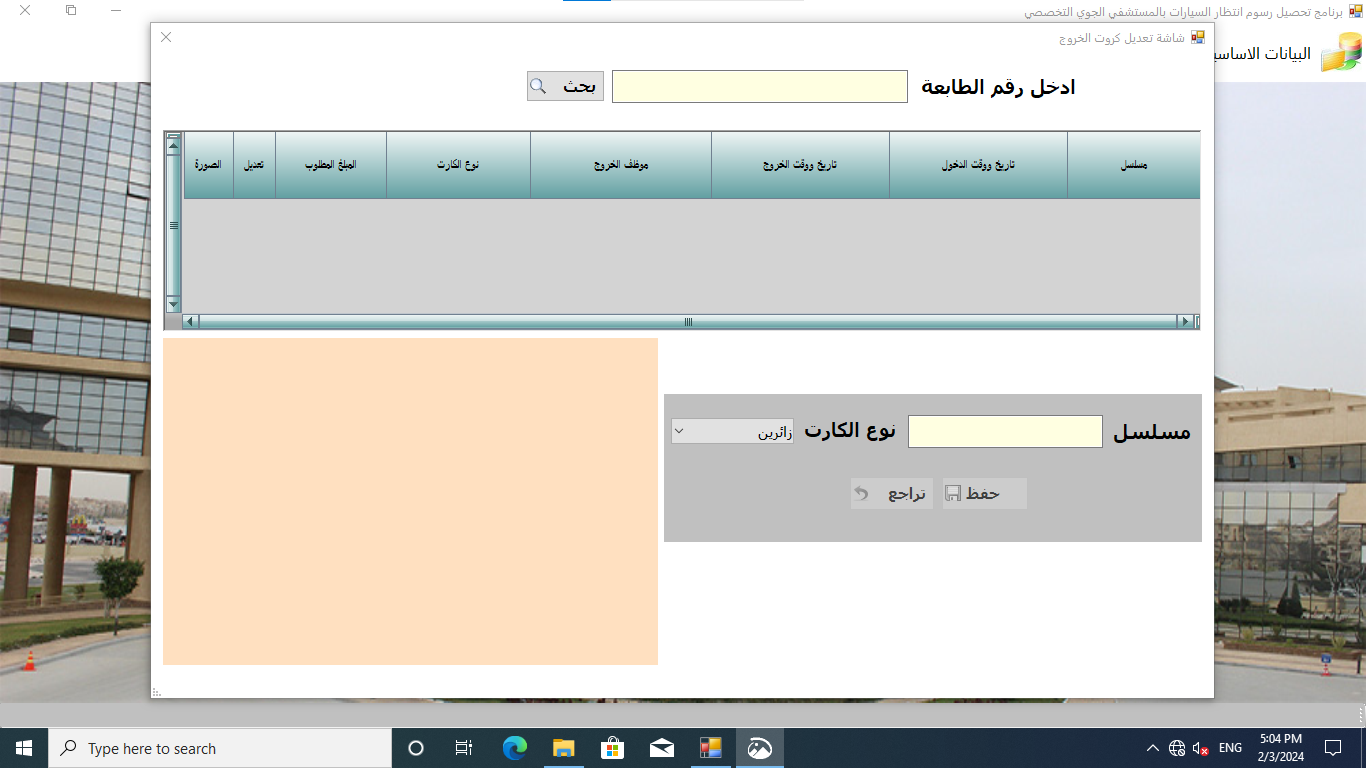 برنامج تحصيل رسوم انتظار السيارات بالمستشفي الجوي التخصصي
شاشة تعديل كروت الخروج
البيانات الاساسي
ادخل رقم الطابعة
بحث
مسلسل تاريخ ووقت الدخول تاريخ ووقت الخروج موظف الخروج نوع الكارت المبلغ المطلوب تعديل الصورة
مسلسل نوع الكارت زائرين
حفظ تراجع
Type here to search
ENG
5:04 PM
2/3/2024